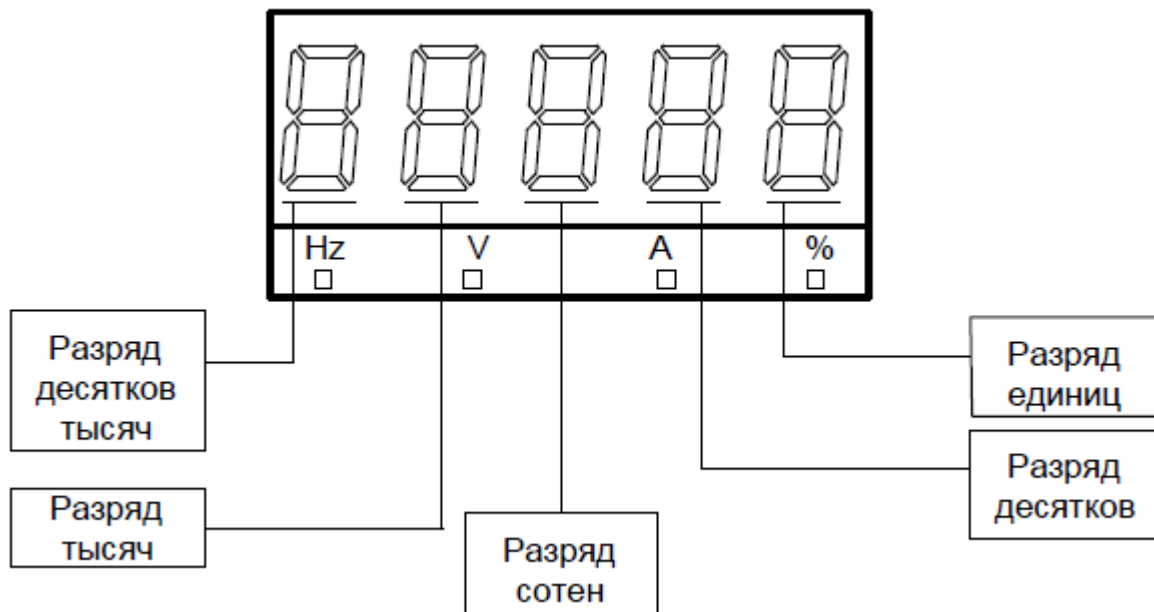 Hz V A %
Разряд
десятков
тысяч
Разряд
тысяч
Разряд
сотен
Разряд
единиц
Разряд
десятков